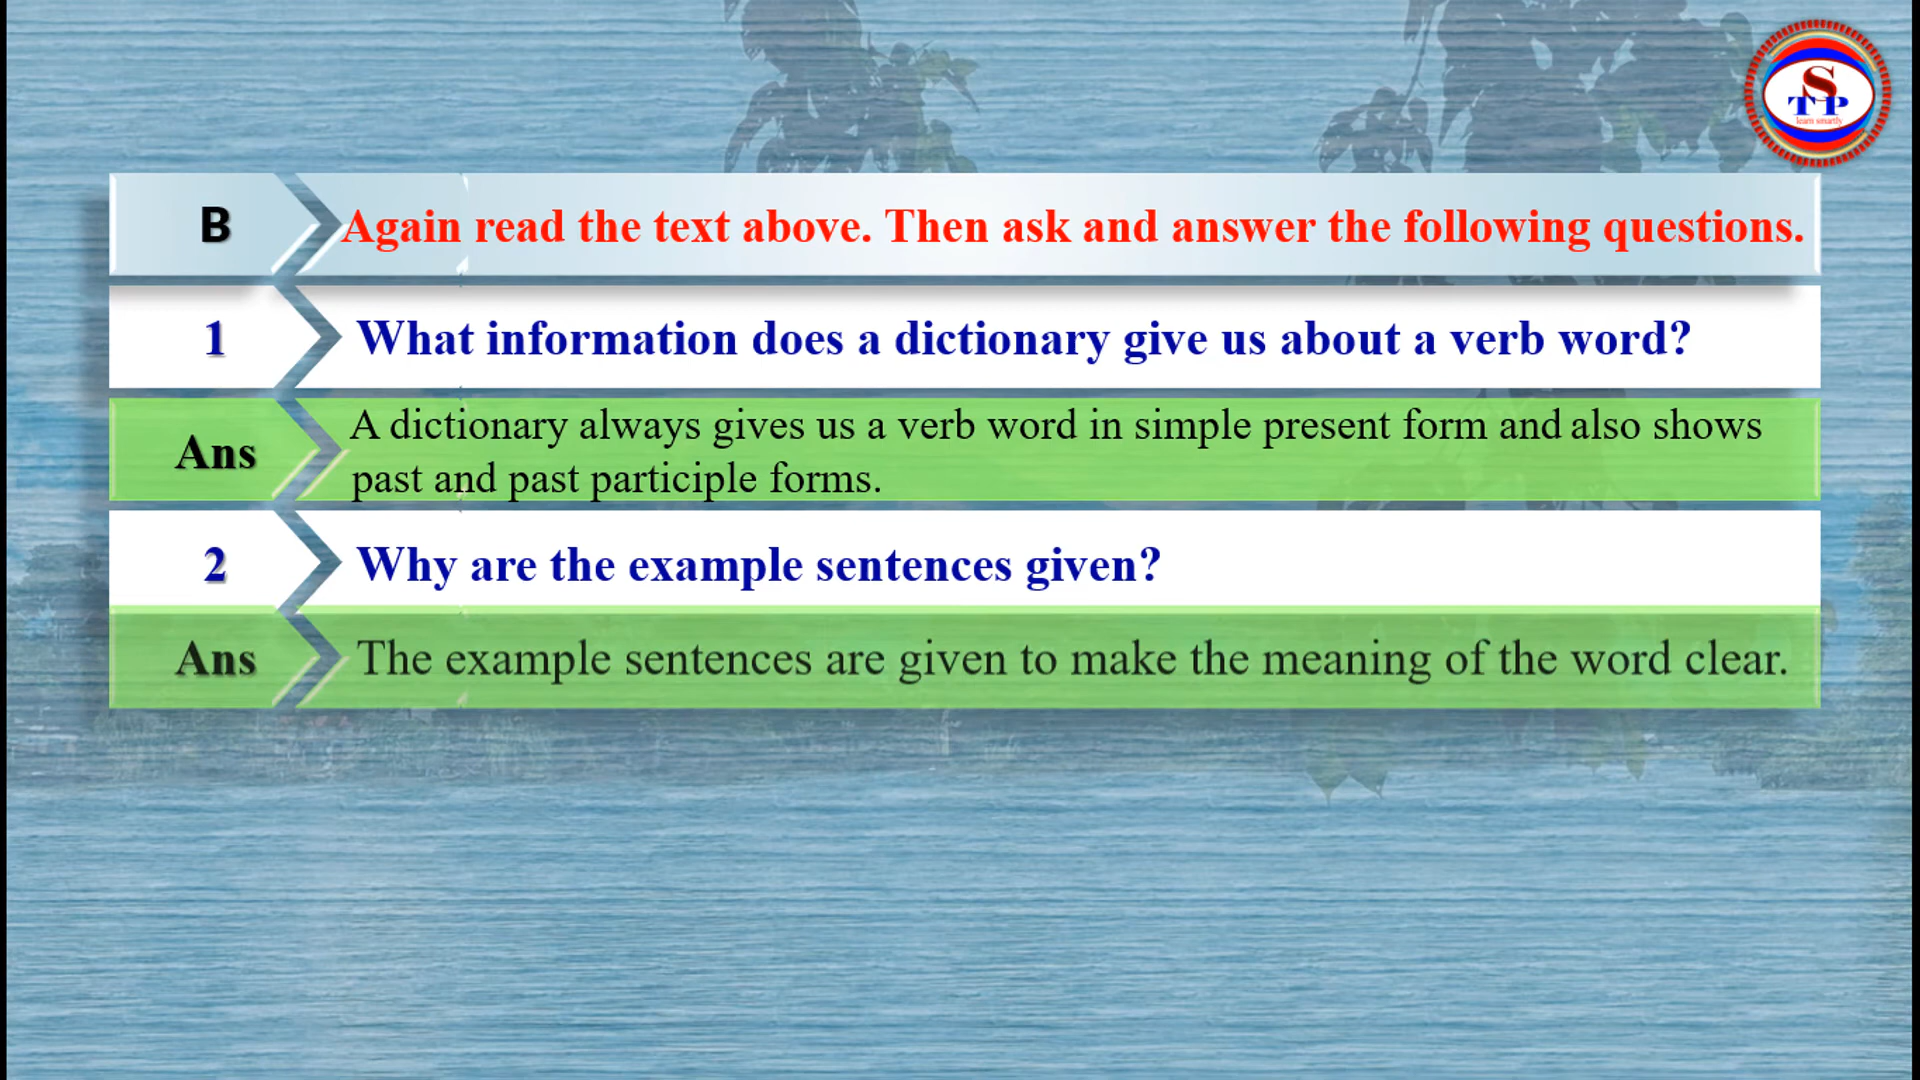 S
TP
learn smartly
B Again read the text above. Then ask and answer the following questions.
1 What information does a dictionary give us about a verb word?
Ans A dictionary always gives us a verb word in simple present form and also shows
past and past participle forms.
2 Why are the example sentences given?
Ans The example sentences are given to make the meaning of the word clear.